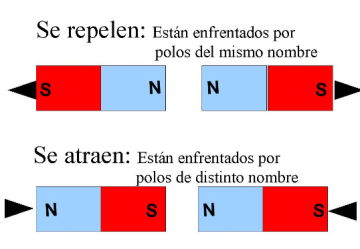 Se repelen: Están enfrentados por
polos del mismo nombre
S N N S
Se atraen: Están enfrentados por
polos de distinto nombre
N S N S